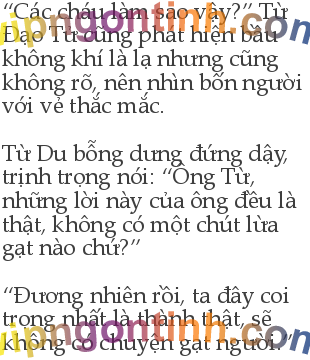 “Các cháu làm sao vậy?” Từ
Đạo Từ cũng phát hiện bầu
không khí là lạ nhưng cũng
không rõ, nên nhìn bốn người
với vẻ thắc mắc.
Từ Du bỗng dưng đứng dậy,
trịnh trọng nói: “Ông Từ,
những lời này của ông đều là
thật, không có một chút lừa
gạt nào chứ?”
“Đương nhiên rồi, ta đây coi
trọng nhất là thành thật, sẽ
không có chuyện gạt người.”
vipngontinh.com
vipngontinh.com